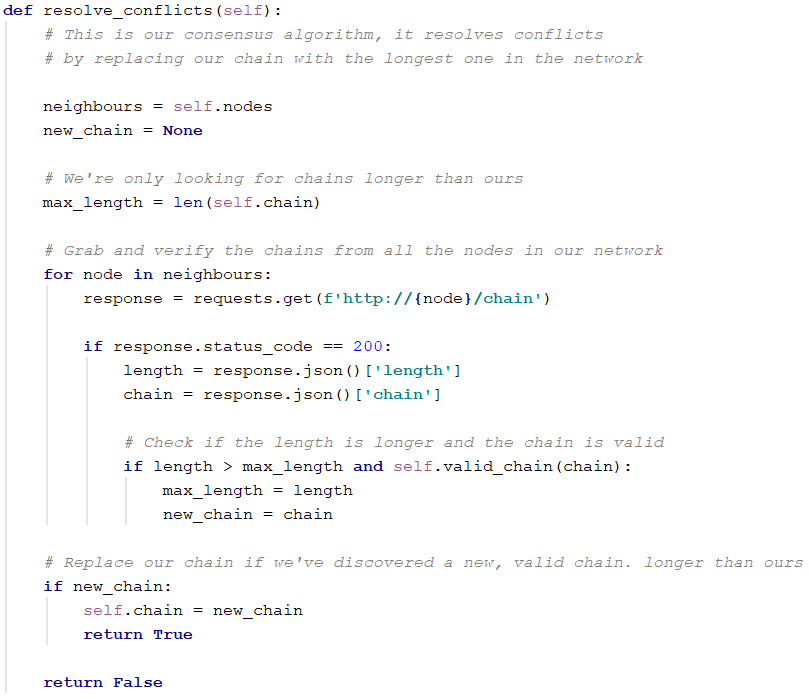 def resolve_conflicts(self):
    # This is our consensus algorithm, it resolves conflicts
    # by replacing our chain with the longest one in the network
    neighbours = self.nodes
    new_chain = None
    # We're only looking for chains longer than ours
    max_length = len(self.chain)
    # Grab and verify the chains from all the nodes in our network
    for node in neighbours:
        response = requests.get(f'http://{node}/chain')
        if response.status_code == 200:
            length = response.json()['length']
            chain = response.json()['chain']
            # Check if the length is longer and the chain is valid
            if length > max_length and self.valid_chain(chain):
                max_length = length
                new_chain = chain
    # Replace our chain if we've discovered a new, valid chain. longer than ours
    if new_chain:
        self.chain = new_chain
        return True
    return False